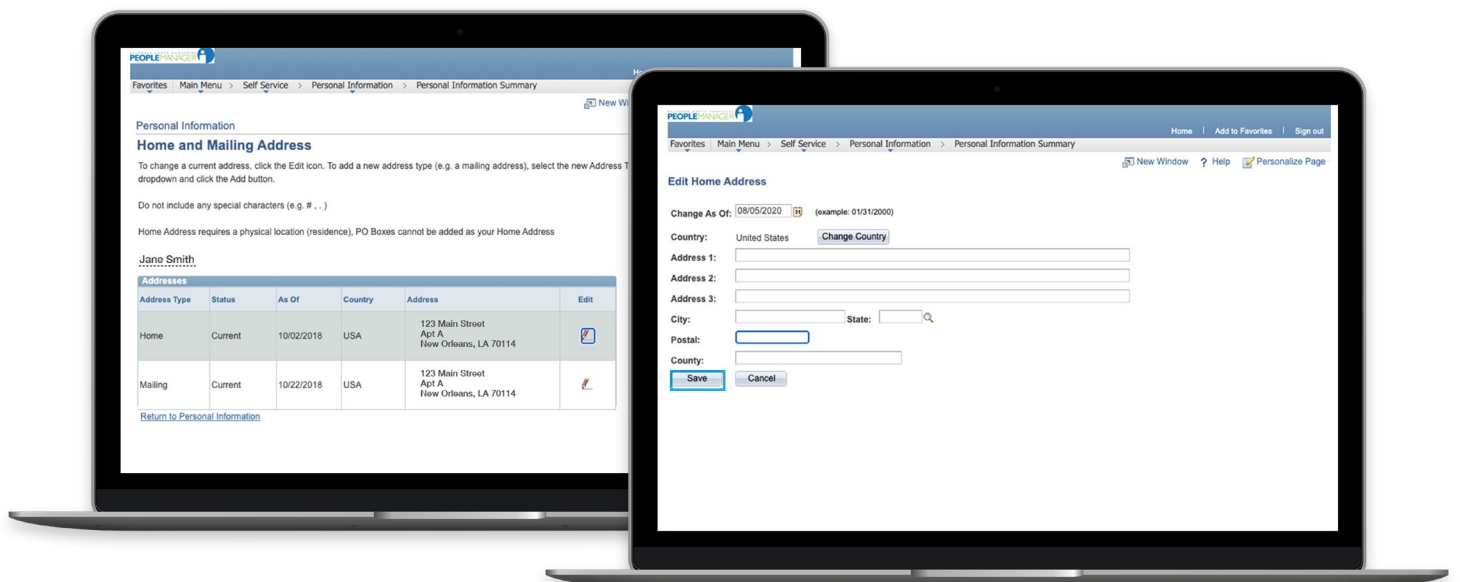 PEOPLEMANAGER
Favorites Main Menu > Self Service > Personal Information > Personal Information Summary
Personal Information
Home and Mailing Address
To change a current address, click the Edit icon. To add a new address type (e.g. a mailing address), select the new Address
dropdown and click the Add button.
Do not include any special characters (e.g. # , . )
Home Address requires a physical location (residence), PO Boxes cannot be added as your Home Address
Jane Smith
Addresses
Address Type Status As Of Country Address Edit
Home Current 10/02/2018 USA 123 Main Street
Apt A
New Orleans, LA 70114
Mailing Current 10/22/2018 USA 123 Main Street
Apt A
New Orleans, LA 70114
Return to Personal Information
PEOPLEMANAGER
Home | Add to Favorites | Sign out
Favorites Main Menu > Self Service > Personal Information > Personal Information Summary
New Window ? Help Personalize Page
Edit Home Address
Change As Of: 08/05/2020 (example: 01/31/2000)
Country: United States Change Country
Address 1:
Address 2:
Address 3:
City: State:
Postal:
County:
Save Cancel